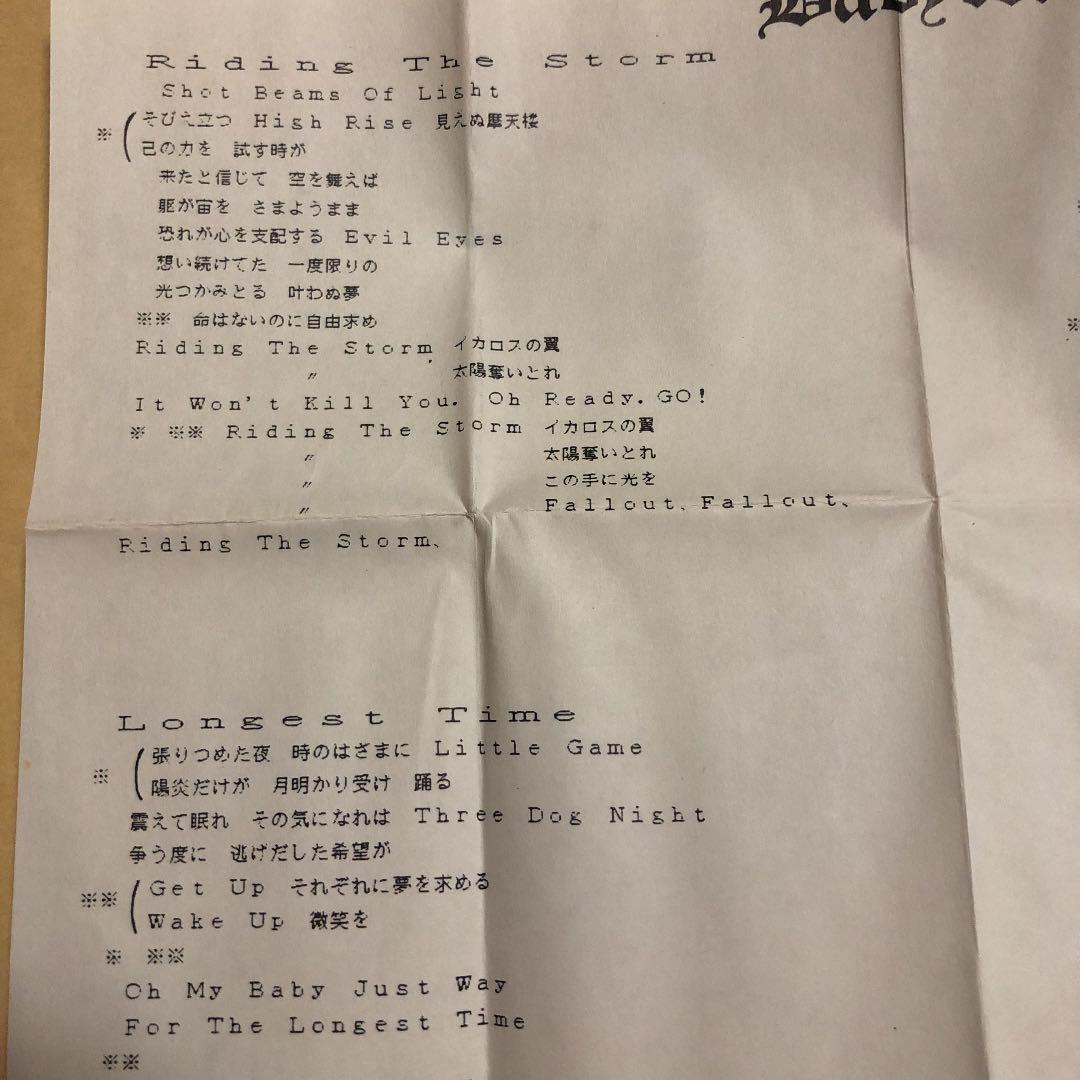 Riding The Storm
Shot Beams Of Light
※ そびえ立つ High Rise 見えぬ摩天楼
己の力を 試す時が
来たと信じて 空を舞えば
躯が宙を さまようまま
恐れが心を支配する Evil Eyes
想い続けてた 一度限りの
光つかみとる 叶わぬ夢
※※ 命はないのに自由求め
Riding The Storm イカロスの翼
〃 太陽奪いとれ
It Won't Kill You. Oh Ready. GO!
※ ※※ Riding The Storm イカロスの翼
〃 太陽奪いとれ
〃 この手に光を
〃 Fallout、Fallout、
Riding The Storm、
Longest Time
※ 張りつめた夜 時のはざまに Little Game
陽炎だけが 月明かり受け 踊る
震えて眠れ その気になれは Three Dog Night
争う度に 逃げだした希望が
※※ Get Up それぞれに夢を求める
Wake Up 微笑を
※ ※※
Oh My Baby Just Way
For The Longest Time
※※